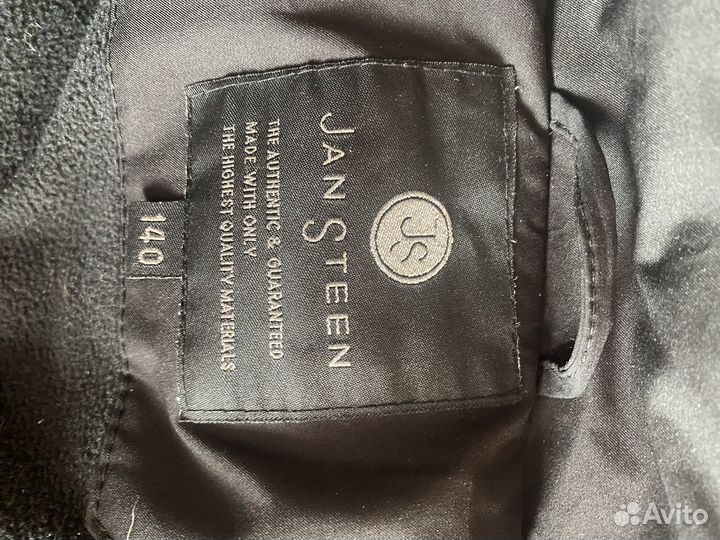 JS
JAN STEEN
THE AUTHENTIC & GUARANTEED
MADE WITH ONLY
THE HIGHEST QUALITY MATERIALS
140
Avito